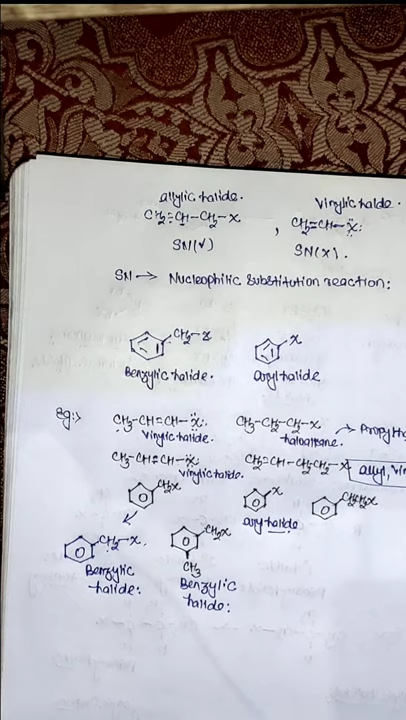 allylic halide.
vinylic halide.
CH2=CH-CH2-X , CH2=CH-X:
SN(✓)
SN(X).
SN → Nucleophilic Substitution reaction:
CH2-X
X
Benzylic halide.
aryl halide
Eg:→
CH3-CH=CH-X:
CH3-CH2-CH2-X
vinylic halide.
haloalkane.
CH3-CH=CH-X:
CH2=CH-CH2-CH2-X
vinylic halide.
CH2X
X
CH2CH2X
aryl halide
CH2-X.
CH2X
CH3
Benzylic halide:
Benzylic halide: